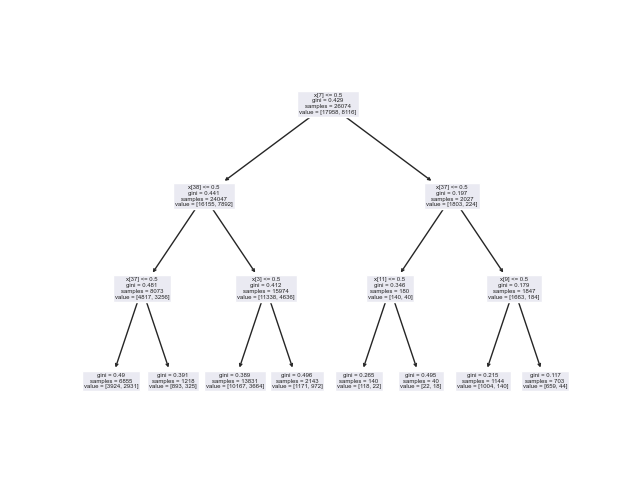 x[7] <= 0.5
gini = 0.429
samples = 26074
value = [17958, 8116]
x[38] <= 0.5
gini = 0.441
samples = 24047
value = [16155, 7892]
x[37] <= 0.5
gini = 0.197
samples = 2027
value = [1803, 224]
x[37] <= 0.5
gini = 0.481
samples = 8073
value = [4817, 3256]
x[3] <= 0.5
gini = 0.412
samples = 15974
value = [11338, 4636]
x[11] <= 0.5
gini = 0.346
samples = 180
value = [140, 40]
x[9] <= 0.5
gini = 0.179
samples = 1847
value = [1663, 184]
gini = 0.49
samples = 6855
value = [3924, 2931]
gini = 0.391
samples = 1218
value = [893, 325]
gini = 0.389
samples = 13831
value = [10167, 3664]
gini = 0.496
samples = 2143
value = [1171, 972]
gini = 0.265
samples = 140
value = [118, 22]
gini = 0.495
samples = 40
value = [22, 18]
gini = 0.215
samples = 1144
value = [1004, 140]
gini = 0.117
samples = 703
value = [659, 44]